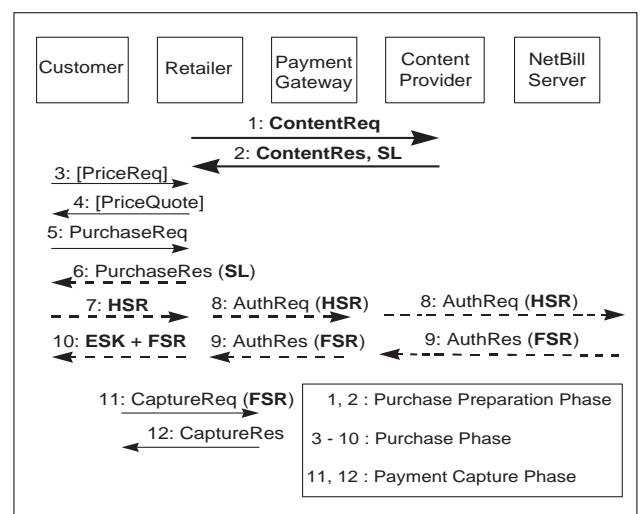 Customer
Retailer
Payment
Gateway
Content
Provider
NetBill
Server
1: ContentReq
2: ContentRes, SL
3: [PriceReq]
4: [PriceQuote]
5: PurchaseReq
6: PurchaseRes (SL)
7: HSR
8: AuthReq (HSR)
8: AuthReq (HSR)
10: ESK + FSR
9: AuthRes (FSR)
9: AuthRes (FSR)
11: CaptureReq (FSR)
12: CaptureRes
1, 2 : Purchase Preparation Phase
3 - 10 : Purchase Phase
11, 12 : Payment Capture Phase